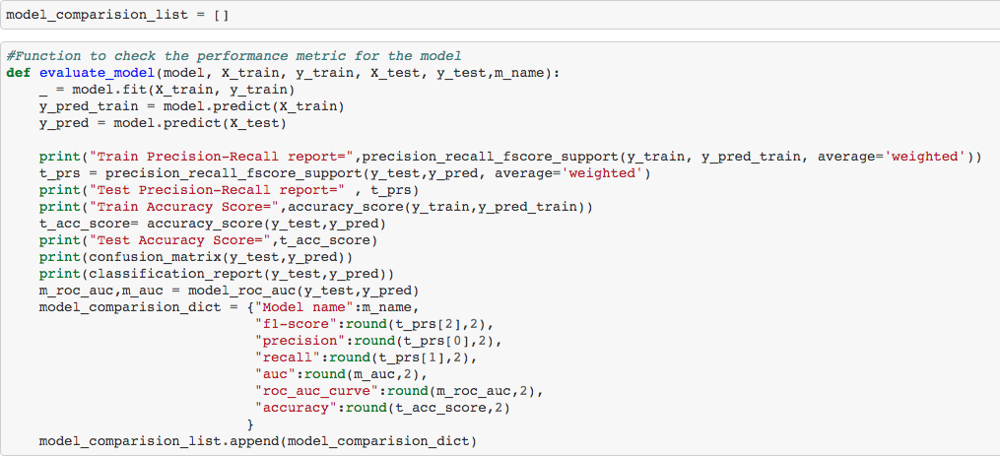 model_comparision_list = []
#Function to check the performance metric for the model
def evaluate_model(model, X_train, y_train, X_test, y_test,m_name):
    _ = model.fit(X_train, y_train)
    y_pred_train = model.predict(X_train)
    y_pred = model.predict(X_test)

    print("Train Precision-Recall report=",precision_recall_fscore_support(y_train, y_pred_train, average='weighted'))
    t_prs = precision_recall_fscore_support(y_test,y_pred, average='weighted')
    print("Test Precision-Recall report=" , t_prs)
    print("Train Accuracy Score=",accuracy_score(y_train,y_pred_train))
    t_acc_score= accuracy_score(y_test,y_pred)
    print("Test Accuracy Score=",t_acc_score)
    print(confusion_matrix(y_test,y_pred))
    print(classification_report(y_test,y_pred))
    m_roc_auc,m_auc = model_roc_auc(y_test,y_pred)
    model_comparision_dict = {"Model name":m_name,
                              "f1-score":round(t_prs[2],2),
                              "precision":round(t_prs[0],2),
                              "recall":round(t_prs[1],2),
                              "auc":round(m_auc,2),
                              "roc_auc_curve":round(m_roc_auc,2),
                              "accuracy":round(t_acc_score,2)
                             }
    model_comparision_list.append(model_comparision_dict)